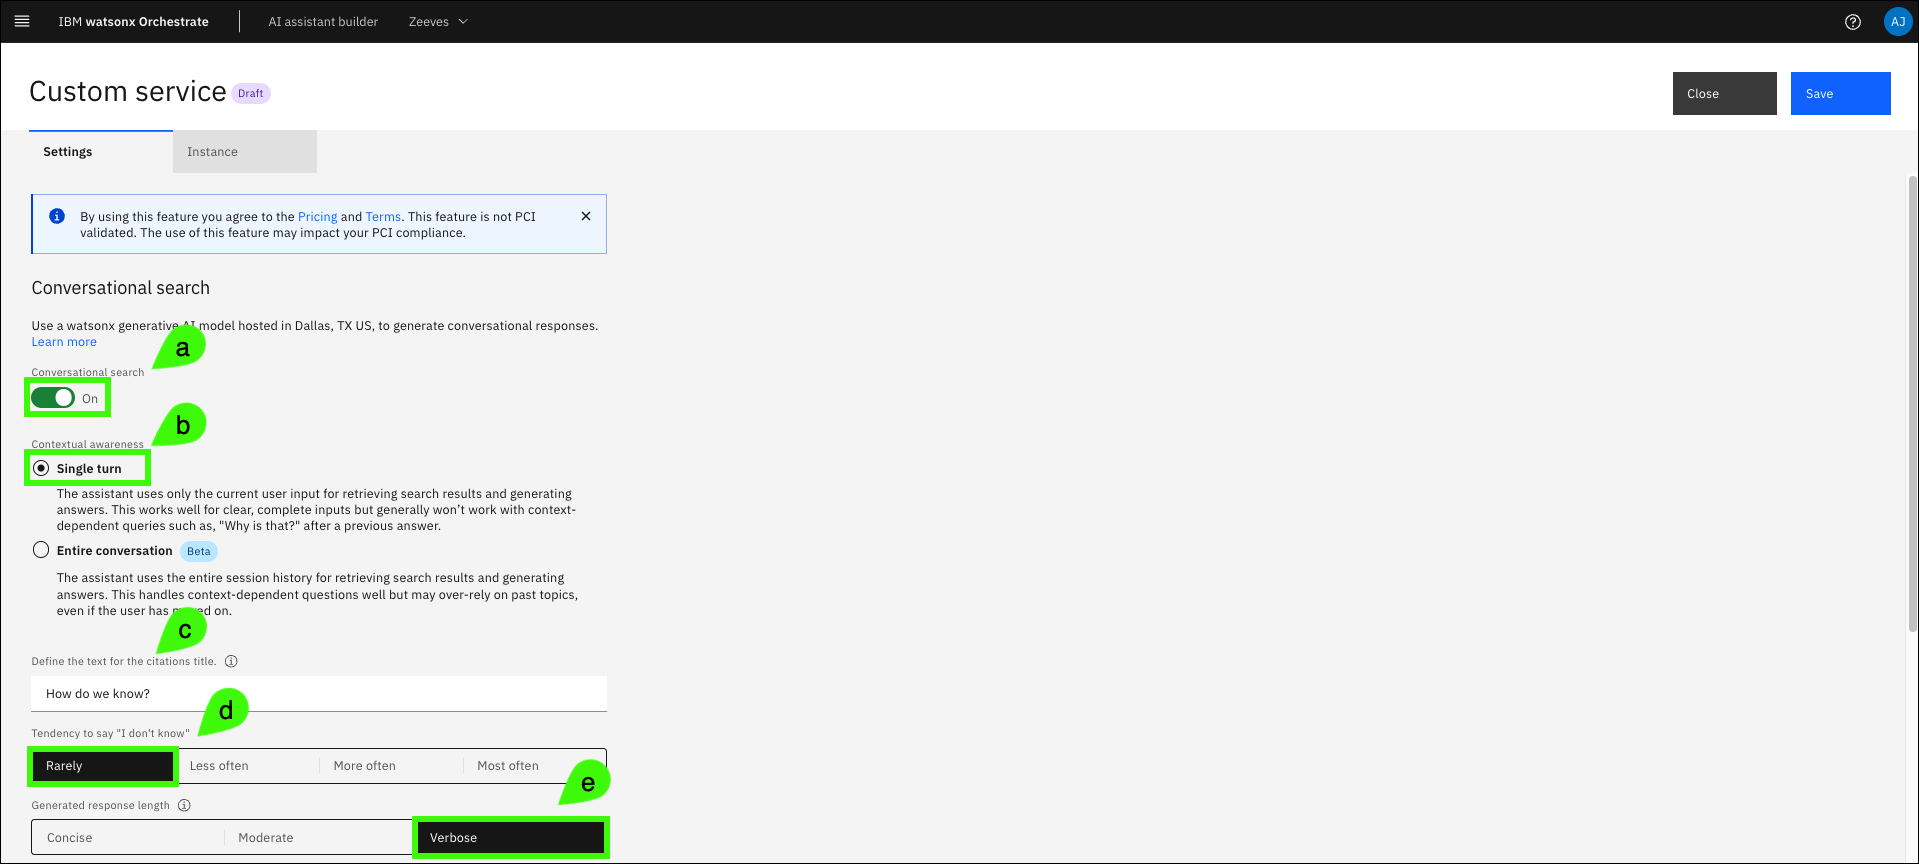 IBM watsonx Orchestrate AI assistant builder Zeeves AJ
Custom service Draft
Close Save
Settings Instance
By using this feature you agree to the Pricing and Terms. This feature is not PCI
validated. The use of this feature may impact your PCI compliance.
Conversational search
Use a watsonx generative AI model hosted in Dallas, TX US, to generate conversational responses.
Learn more
a
Conversational search
On
b
Contextual awareness
Single turn
The assistant uses only the current user input for retrieving search results and generating
answers. This works well for clear, complete inputs but generally won't work with context-
dependent queries such as, "Why is that?" after a previous answer.
Entire conversation Beta
The assistant uses the entire session history for retrieving search results and generating
answers. This handles context-dependent questions well but may over-rely on past topics,
even if the user has moved on.
c
Define the text for the citations title.
How do we know?
d
Tendency to say "I don't know"
Rarely Less often More often Most often
e
Generated response length
Concise Moderate Verbose